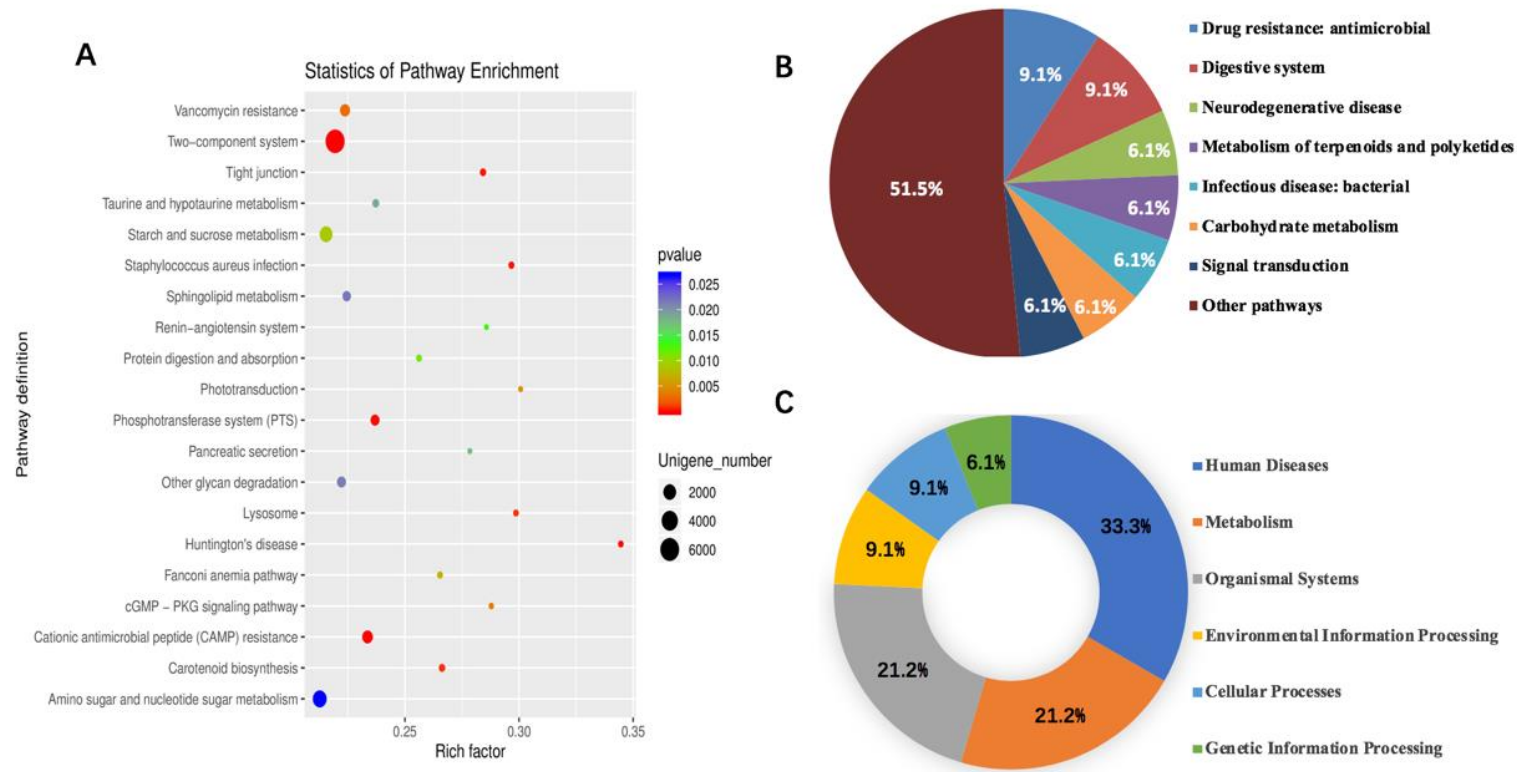 A
Statistics of Pathway Enrichment
Pathway definition
Vancomycin resistance
Two−component system
Tight junction
Taurine and hypotaurine metabolism
Starch and sucrose metabolism
Staphylococcus aureus infection
Sphingolipid metabolism
Renin−angiotensin system
Protein digestion and absorption
Phototransduction
Phosphotransferase system (PTS)
Pancreatic secretion
Other glycan degradation
Lysosome
Huntington's disease
Fanconi anemia pathway
cGMP − PKG signaling pathway
Cationic antimicrobial peptide (CAMP) resistance
Carotenoid biosynthesis
Amino sugar and nucleotide sugar metabolism
0.25 0.30 0.35
Rich factor
pvalue
0.025
0.020
0.015
0.010
0.005
Unigene_number
2000
4000
6000
B
9.1%
9.1%
6.1%
6.1%
6.1%
6.1%
6.1%
51.5%
Drug resistance: antimicrobial
Digestive system
Neurodegenerative disease
Metabolism of terpenoids and polyketides
Infectious disease: bacterial
Carbohydrate metabolism
Signal transduction
Other pathways
C
33.3%
21.2%
21.2%
9.1%
9.1%
6.1%
Human Diseases
Metabolism
Organismal Systems
Environmental Information Processing
Cellular Processes
Genetic Information Processing